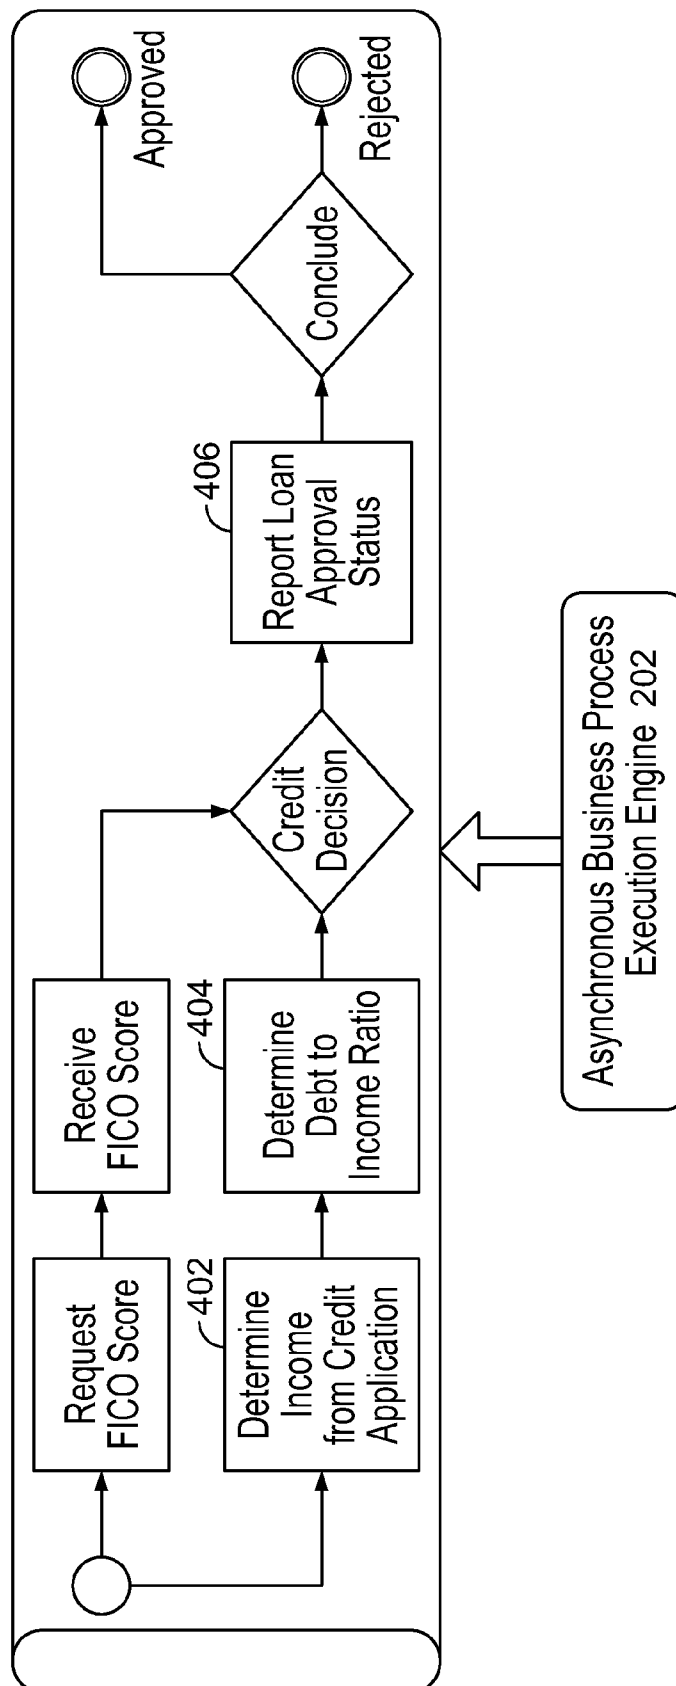 Request
FICO Score
Receive
FICO Score
402
Determine
Income
from Credit
Application
404
Determine
Debt to
Income Ratio
Credit
Decision
406
Report Loan
Approval
Status
Conclude
Approved
Rejected
Asynchronous Business Process
Execution Engine 202